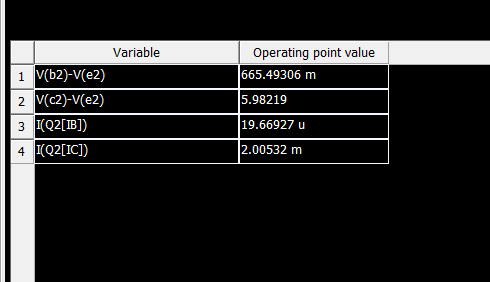 Variable Operating point value
1 V(b2)-V(e2) 665.49306 m
2 V(c2)-V(e2) 5.98219
3 I(Q2[IB]) 19.66927 u
4 I(Q2[IC]) 2.00532 m